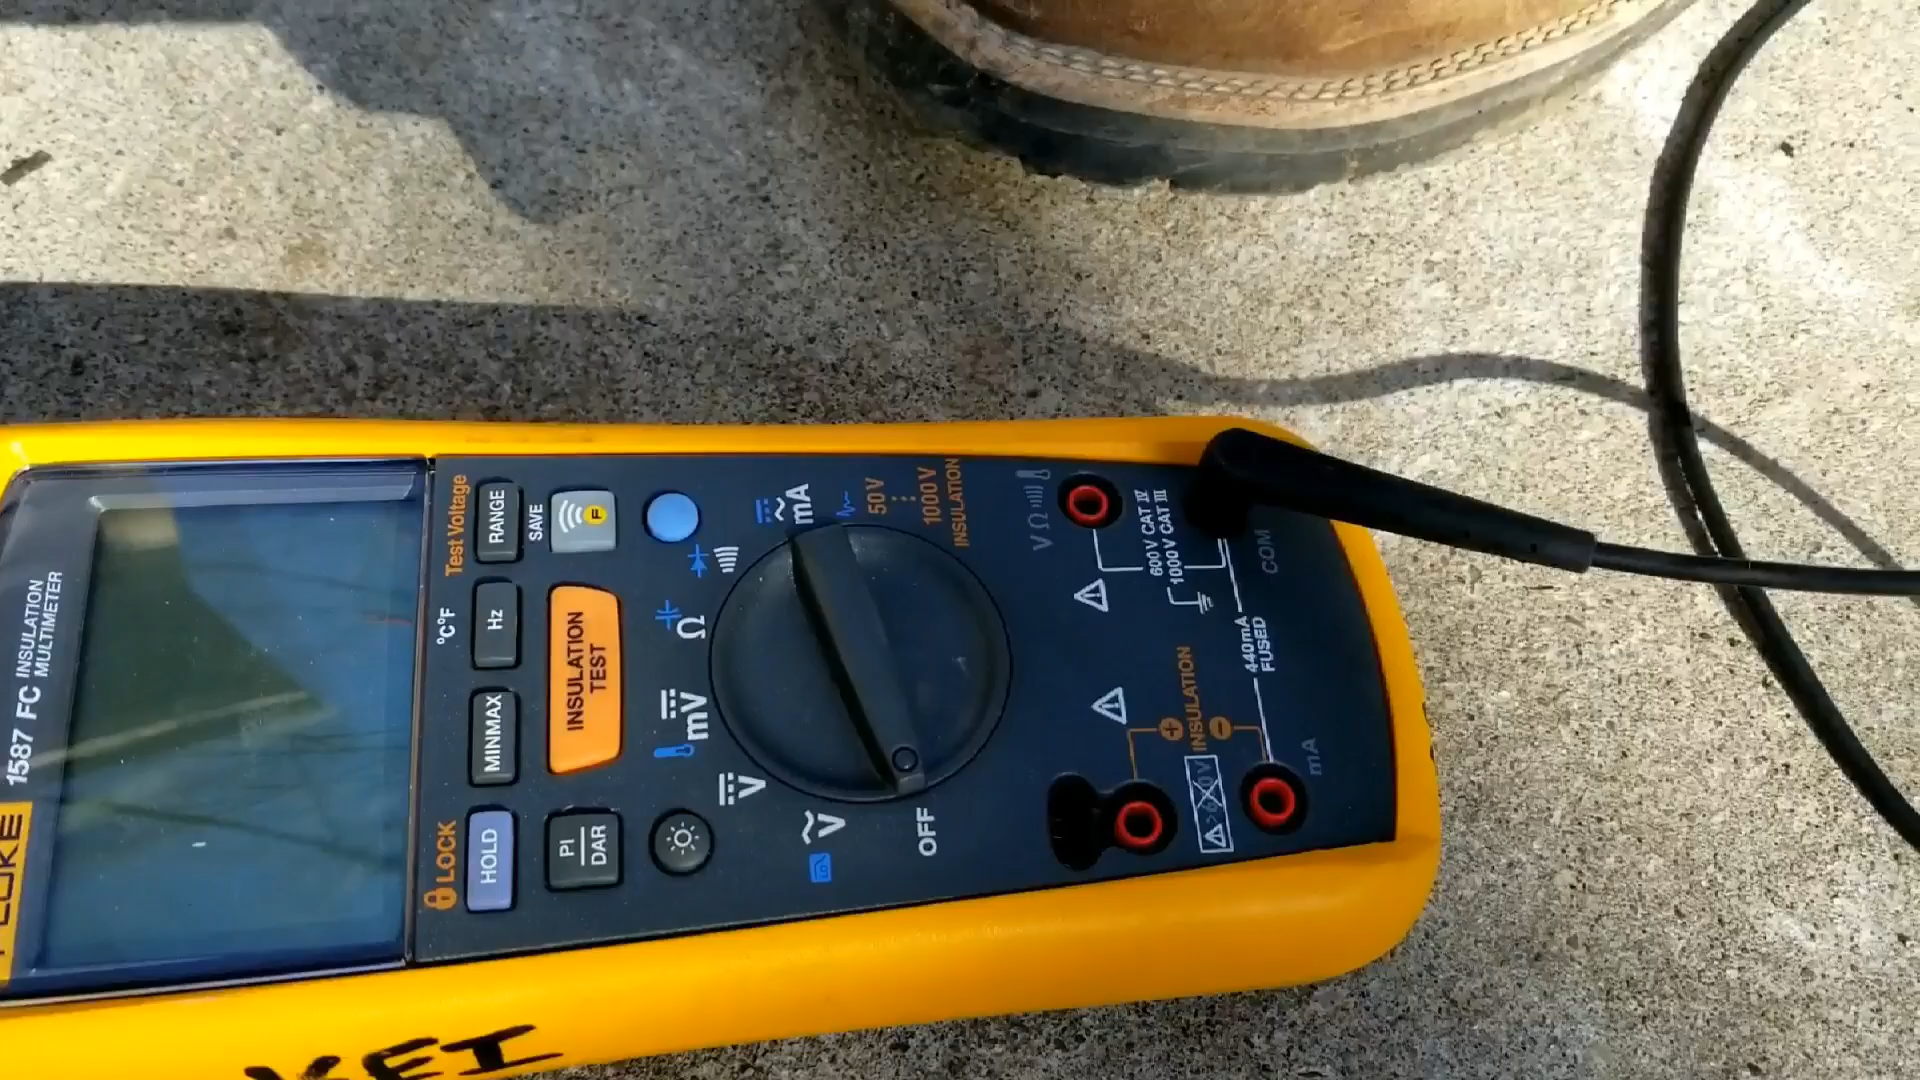 FLUKE
1587 FC INSULATION
MULTIMETER
Test Voltage
RANGE
SAVE
F
°C°F
Hz
MINMAX
LOCK
HOLD
INSULATION
TEST
PI
DAR
mA
Ω
mV
V
V
OFF
50 V
1000 V
INSULATION
V Ω
600 V CAT IV
1000 V CAT III
COM
440mA
FUSED
+ INSULATION −
mA
KEI